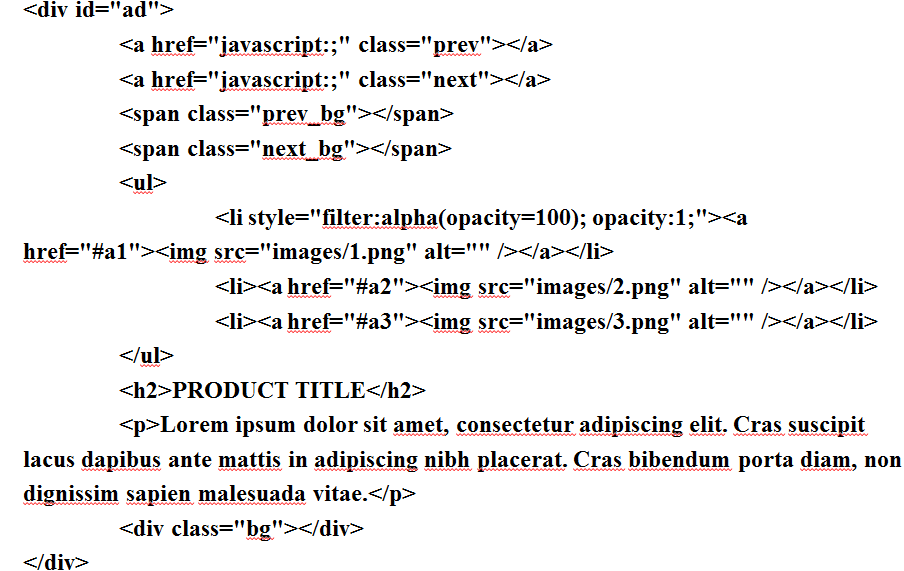 <div id="ad">
<a href="javascript:;" class="prev"></a>
<a href="javascript:;" class="next"></a>
<span class="prev_bg"></span>
<span class="next_bg"></span>
<ul>
<li style="filter:alpha(opacity=100); opacity:1;"><a
href="#a1"><img src="images/1.png" alt="" /></a></li>
<li><a href="#a2"><img src="images/2.png" alt="" /></a></li>
<li><a href="#a3"><img src="images/3.png" alt="" /></a></li>
</ul>
<h2>PRODUCT TITLE</h2>
<p>Lorem ipsum dolor sit amet, consectetur adipiscing elit. Cras suscipit
lacus dapibus ante mattis in adipiscing nibh placerat. Cras bibendum porta diam, non
dignissim sapien malesuada vitae.</p>
<div class="bg"></div>
</div>